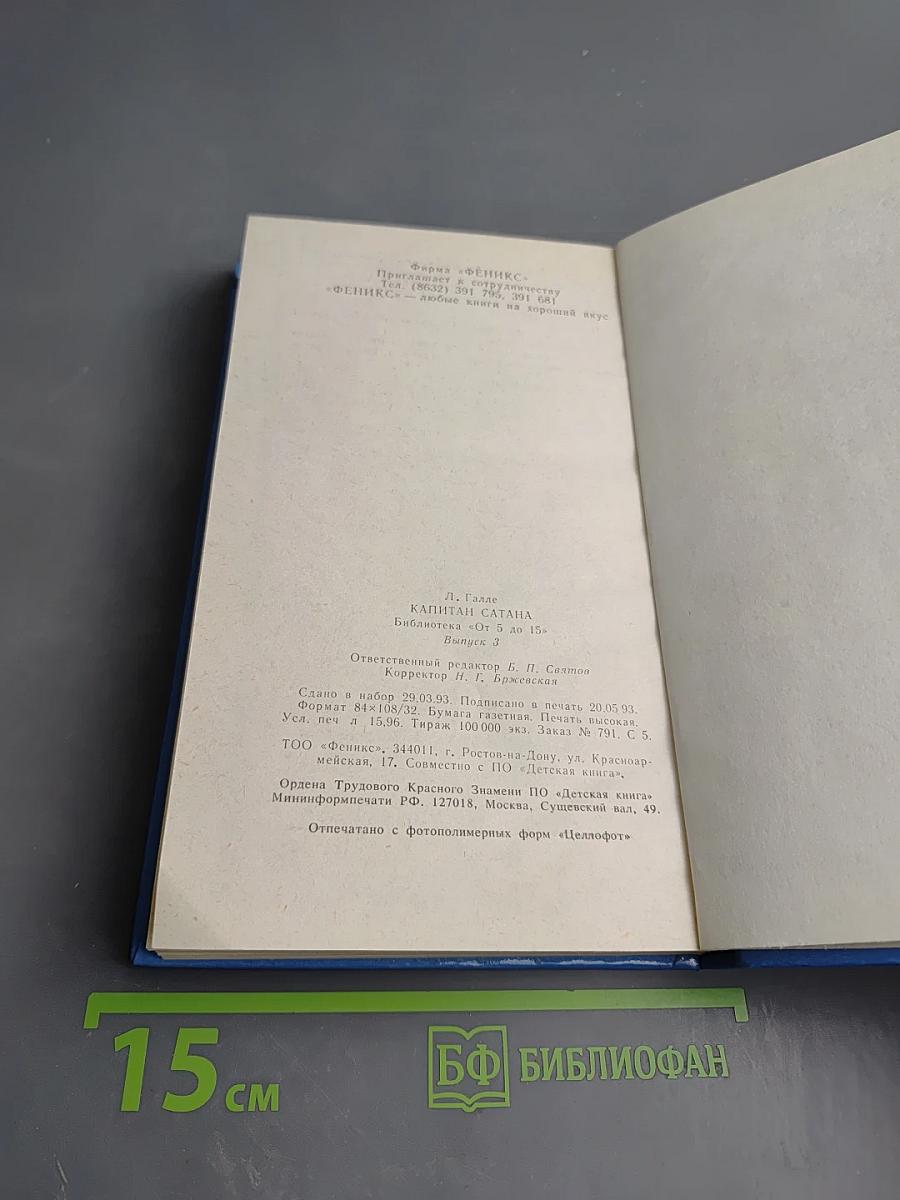 Фирма «ФЕНИКС»
Приглашает к сотрудничеству
Тел. (8632) 391 795, 391 681
«ФЕНИКС» — любые книги на хороший вкус
Л. Галле
КАПИТАН САТАНА
Библиотека «От 5 до 15»
Выпуск 3
Ответственный редактор Б. П. Святов
Корректор Н. Г. Бржевская
Сдано в набор 29.03.93. Подписано в печать 20.05.93.
Формат 84×108/32. Бумага газетная. Печать высокая.
Усл. печ л 15,96. Тираж 100 000 экз. Заказ № 791. С 5.
ТОО «Феникс», 344011, г. Ростов-на-Дону, ул. Красноар-
мейская, 17. Совместно с ПО «Детская книга».
Ордена Трудового Красного Знамени ПО «Детская книга»
Мининформпечати РФ. 127018, Москва, Сущевский вал, 49.
Отпечатано с фотополимерных форм «Целлофот»
15 см
БФ БИБЛИОФАН